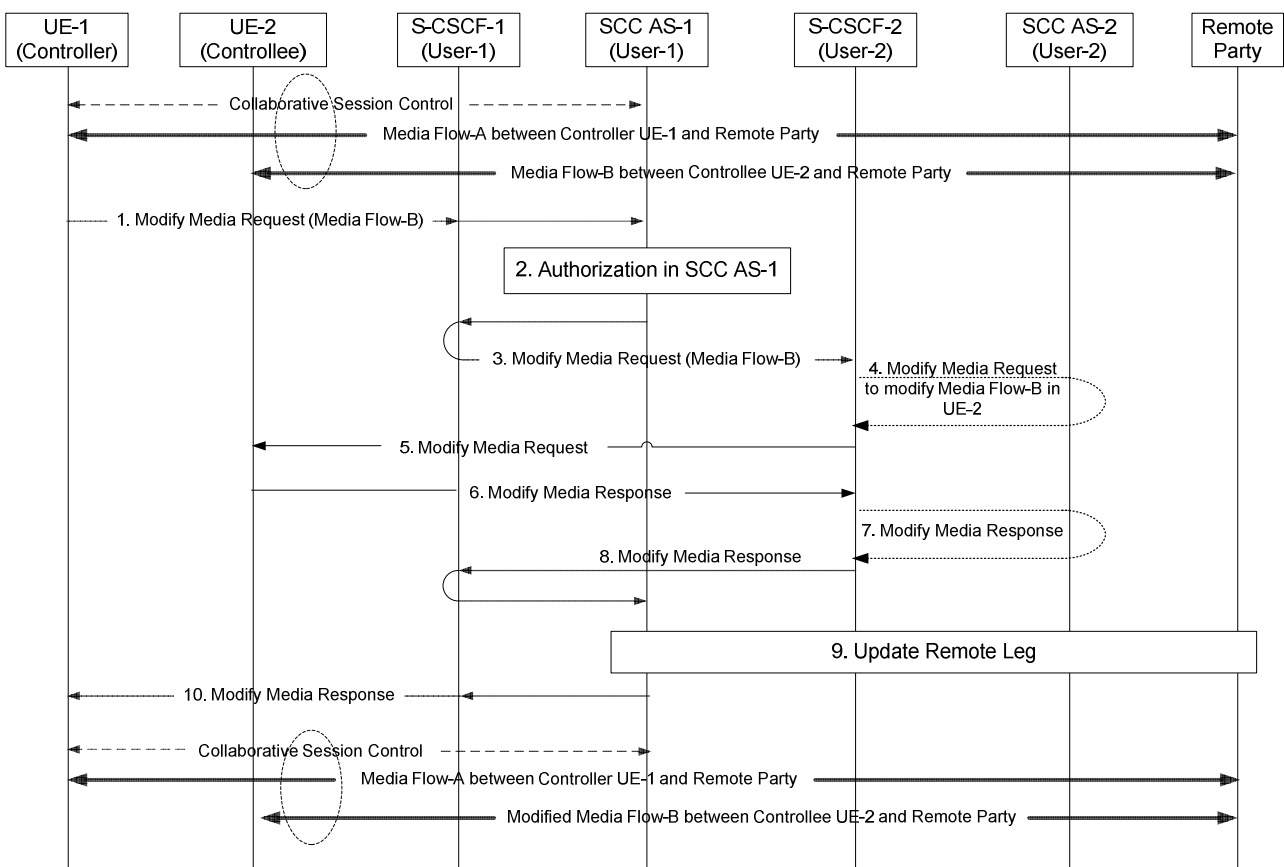 UE-1
(Controller)
UE-2
(Controllee)
S-CSCF-1
(User-1)
SCC AS-1
(User-1)
S-CSCF-2
(User-2)
SCC AS-2
(User-2)
Remote
Party
Collaborative Session Control
Media Flow-A between Controller UE-1 and Remote Party
Media Flow-B between Controllee UE-2 and Remote Party
1. Modify Media Request (Media Flow-B)
2. Authorization in SCC AS-1
3. Modify Media Request (Media Flow-B)
4. Modify Media Request
to modify Media Flow-B in
UE-2
5. Modify Media Request
6. Modify Media Response
7. Modify Media Response
8. Modify Media Response
9. Update Remote Leg
10. Modify Media Response
Collaborative Session Control
Media Flow-A between Controller UE-1 and Remote Party
Modified Media Flow-B between Controllee UE-2 and Remote Party